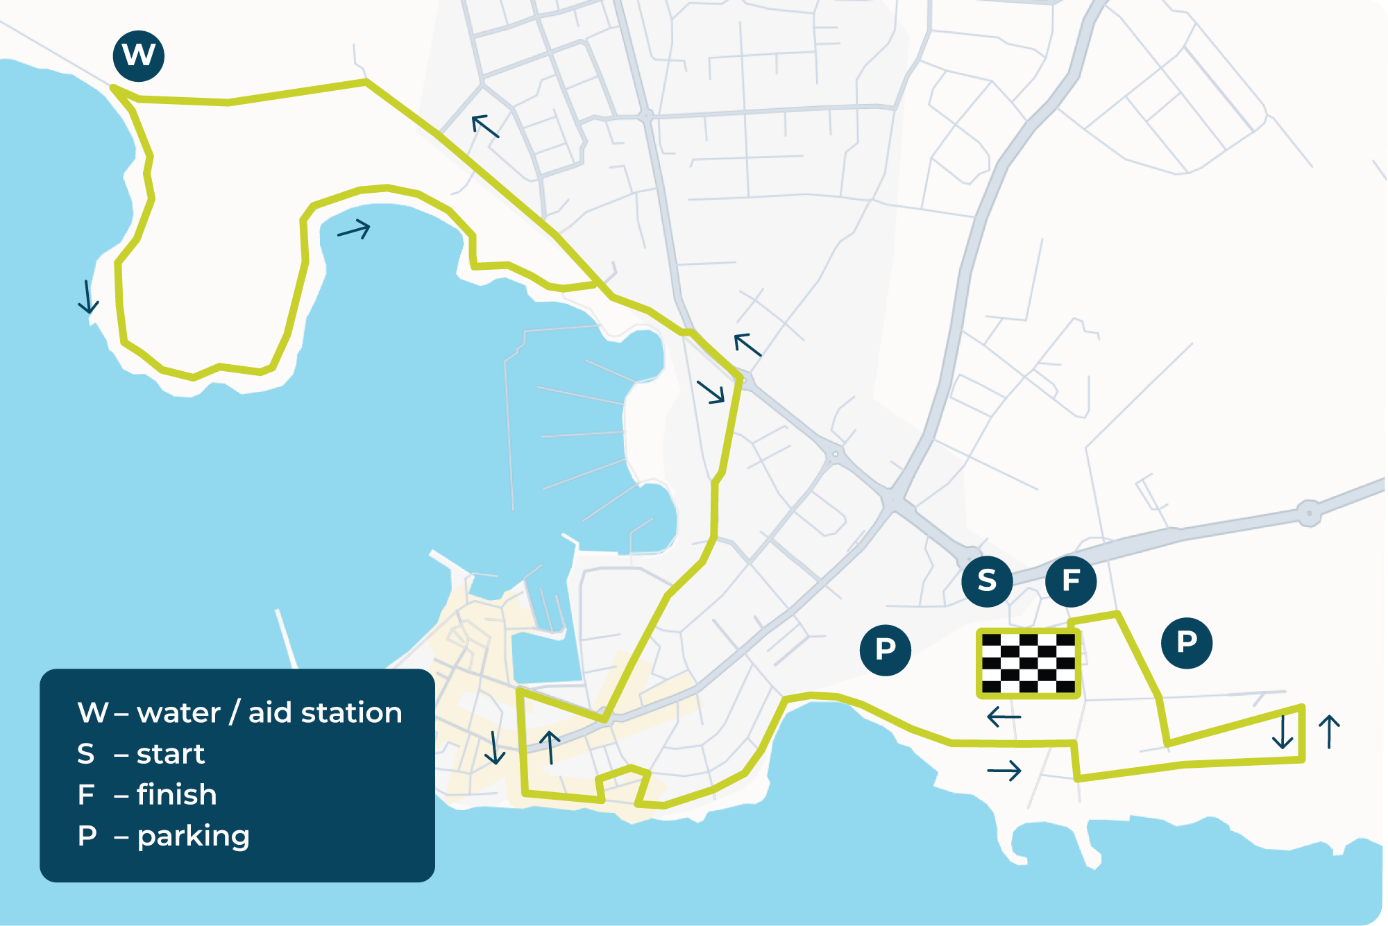 W
S
F
P
P
W – water / aid station
S – start
F – finish
P – parking